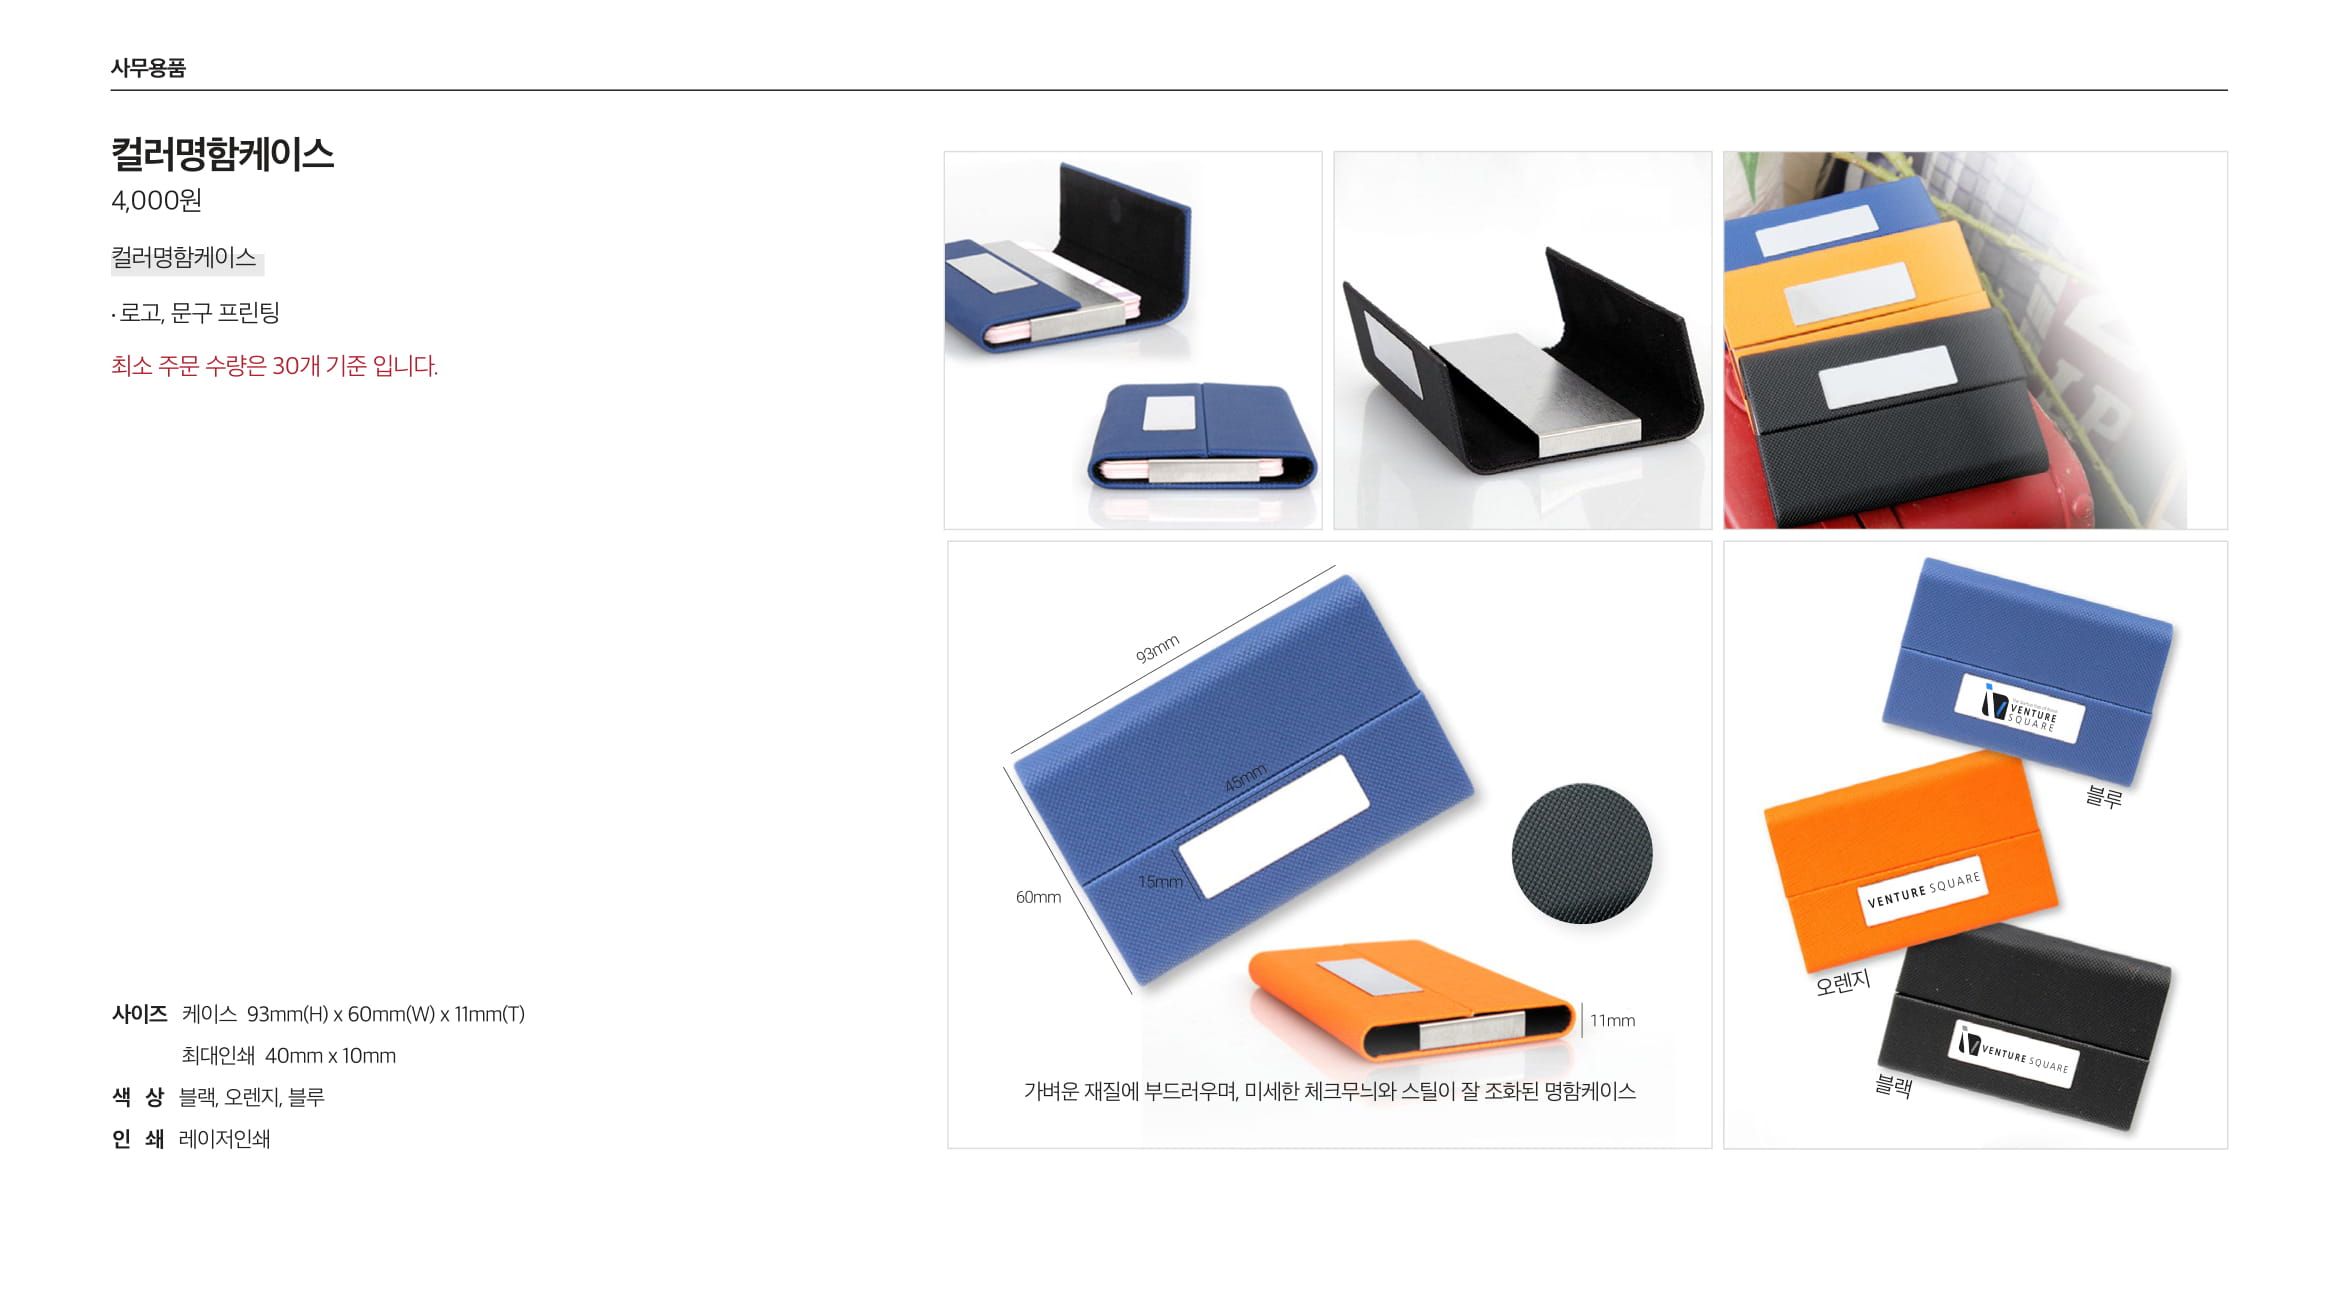 사무용품
컬러명함케이스
4,000원
컬러명함케이스
· 로고, 문구 프린팅
최소 주문 수량은 30개 기준 입니다.
사이즈 케이스 93mm(H) x 60mm(W) x 11mm(T)
최대인쇄 40mm x 10mm
색 상 블랙, 오렌지, 블루
인 쇄 레이저인쇄
93mm
45mm
15mm
60mm
11mm
가벼운 재질에 부드러우며, 미세한 체크무늬와 스틸이 잘 조화된 명함케이스
VENTURE
SQUARE
블루
VENTURE SQUARE
오렌지
VENTURE SQUARE
블랙